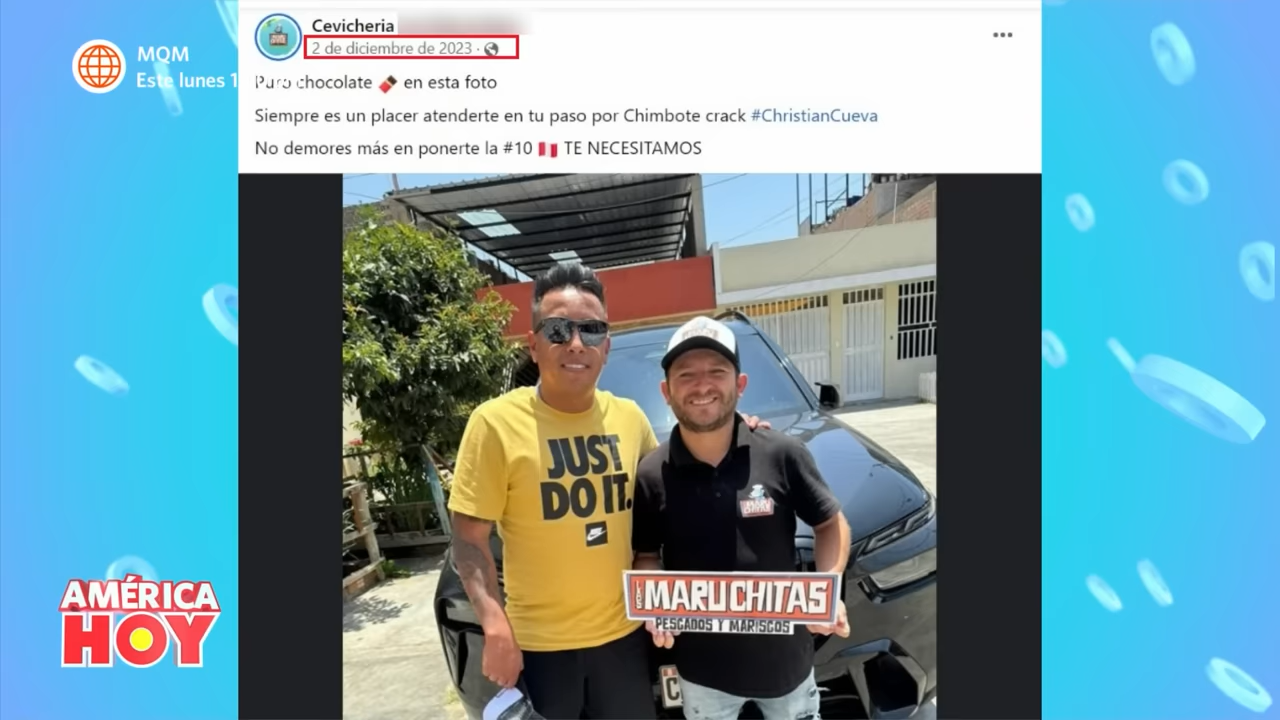 MQM
Este lunes 1
Cevicheria
2 de diciembre de 2023
Puro chocolate 🍫 en esta foto
Siempre es un placer atenderte en tu paso por Chimbote crack #ChristianCueva
No demores más en ponerte la #10 🇵🇪 TE NECESITAMOS
JUST
DO IT.
LAS MARUCHITAS
PESCADOS Y MARISCOS
C
AMÉRICA
HOY